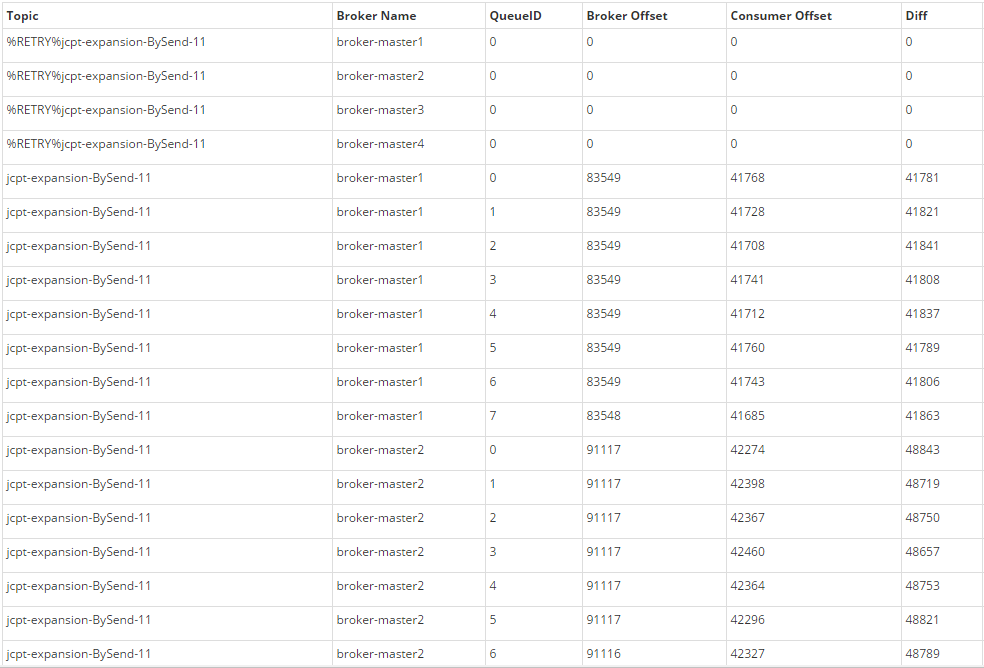 Topic Broker Name QueueID Broker Offset Consumer Offset Diff
%RETRY%jcpt-expansion-BySend-11 broker-master1 0 0 0 0
%RETRY%jcpt-expansion-BySend-11 broker-master2 0 0 0 0
%RETRY%jcpt-expansion-BySend-11 broker-master3 0 0 0 0
%RETRY%jcpt-expansion-BySend-11 broker-master4 0 0 0 0
jcpt-expansion-BySend-11 broker-master1 0 83549 41768 41781
jcpt-expansion-BySend-11 broker-master1 1 83549 41728 41821
jcpt-expansion-BySend-11 broker-master1 2 83549 41708 41841
jcpt-expansion-BySend-11 broker-master1 3 83549 41741 41808
jcpt-expansion-BySend-11 broker-master1 4 83549 41712 41837
jcpt-expansion-BySend-11 broker-master1 5 83549 41760 41789
jcpt-expansion-BySend-11 broker-master1 6 83549 41743 41806
jcpt-expansion-BySend-11 broker-master1 7 83548 41685 41863
jcpt-expansion-BySend-11 broker-master2 0 91117 42274 48843
jcpt-expansion-BySend-11 broker-master2 1 91117 42398 48719
jcpt-expansion-BySend-11 broker-master2 2 91117 42367 48750
jcpt-expansion-BySend-11 broker-master2 3 91117 42460 48657
jcpt-expansion-BySend-11 broker-master2 4 91117 42364 48753
jcpt-expansion-BySend-11 broker-master2 5 91117 42296 48821
jcpt-expansion-BySend-11 broker-master2 6 91116 42327 48789